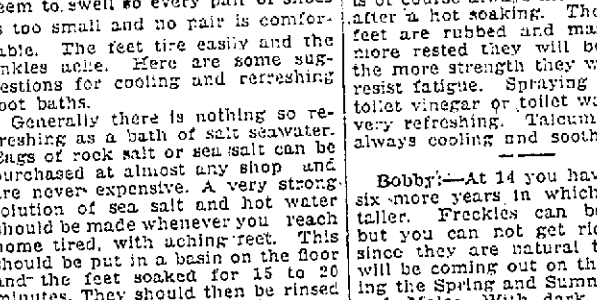 seem to swell so every pair of shoes
is too small and no pair is comfor-
able. The feet tire easily and the
ankles ache. Here are some sug-
gestions for cooling and refreshing
foot baths.
Generally there is nothing so re-
freshing as a bath of salt seawater.
Bags of rock salt or sea salt can be
purchased at almost any shop and
are never expensive. A very strong
solution of sea salt and hot water
should be made whenever you reach
home tired, with aching feet. This
should be put in a basin on the floor
and the feet soaked for 15 to 20
minutes. They should then be rinsed
is of course always
after a hot soaking. The
feet are rubbed and ma
more rested they will be
the more strength they w
resist fatigue. Spraying
toilet vinegar or toilet wa
very refreshing. Talcum
always cooling and sooth
Bobby:—At 14 you hav
six more years in which
taller. Freckles can b
but you can not get rid
since they are natural t
will be coming out on th
ing the Spring and Summ
With dark